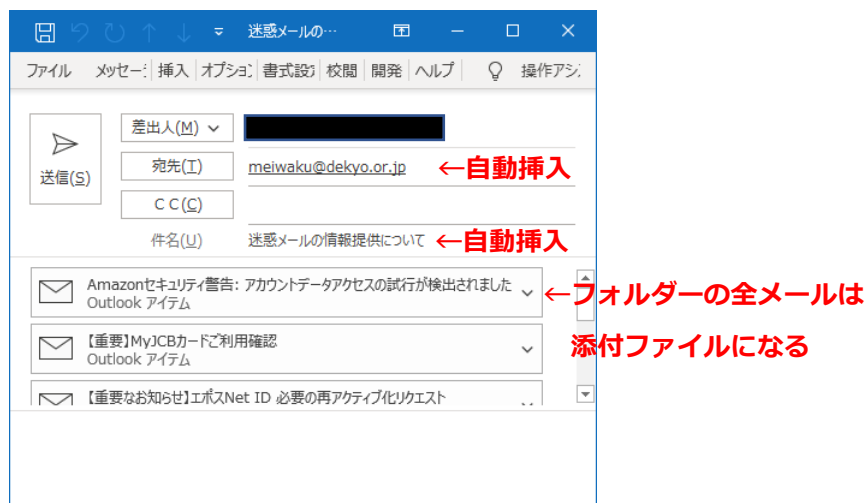 迷惑メールの…
ファイル メッセー 挿入 オプショ 書式設 校閲 開発 ヘルプ 操作アシ
差出人(M)
送信(S)
宛先(T) meiwaku@dekyo.or.jp ←自動挿入
C C(C)
件名(U) 迷惑メールの情報提供について ←自動挿入
Amazonセキュリティ警告: アカウントデータアクセスの試行が検出されました
Outlook アイテム
←フォルダーの全メールは
添付ファイルになる
【重要】MyJCBカードご利用確認
Outlook アイテム
【重要なお知らせ】エポスNet ID 必要の再アクティブ化リクエスト